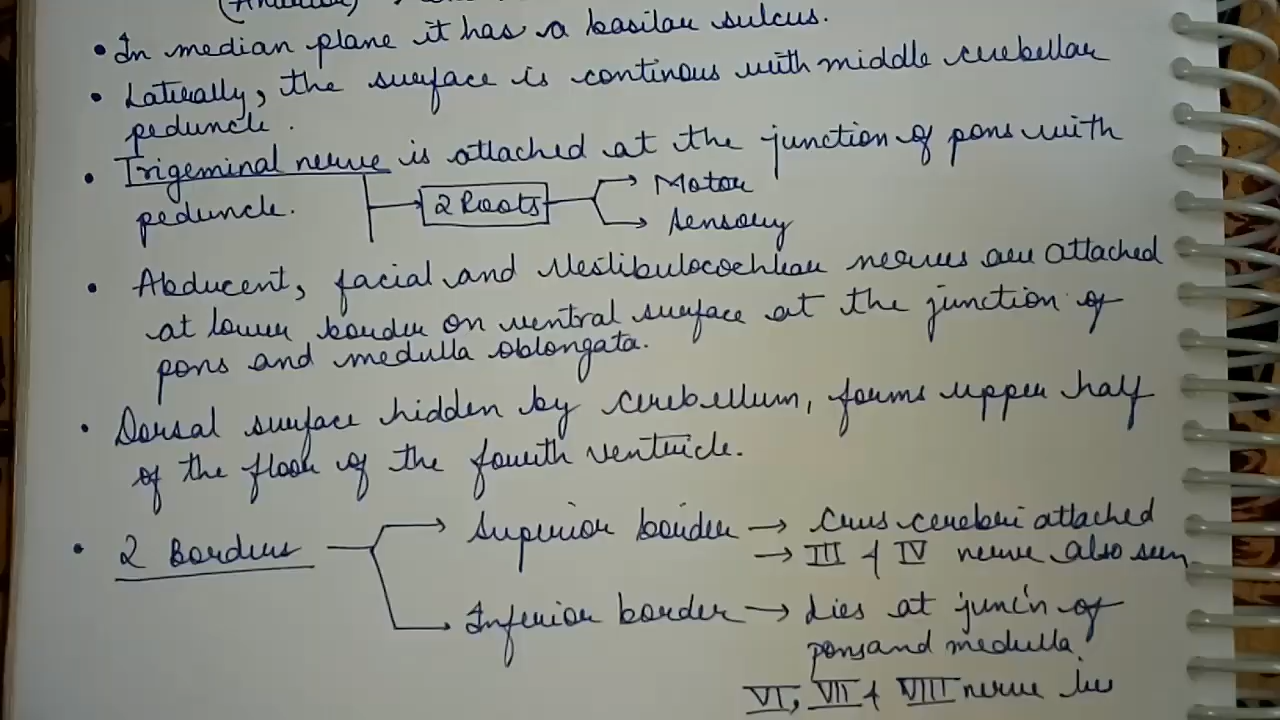 (Anterior)
• In median plane it has a basilar sulcus.
• Laterally, the surface is continous with middle cerebellar
peduncle.
• Trigeminal nerve is attached at the junction of pons with
peduncle. 2 Roots Motor
Sensory
• Abducent, facial and Vestibulocochlear nerves are attached
at lower border on ventral surface at the junction of
pons and medulla oblongata.
• Dorsal surface hidden by cerebellum, forms upper half
of the floor of the fourth ventricle.
• 2 Borders Superior border → Crus cerebri attached
→ III & IV nerve also seen
Inferior border → Lies at junc'n of
pons and medulla.
VI, VII & VIII nerve lies